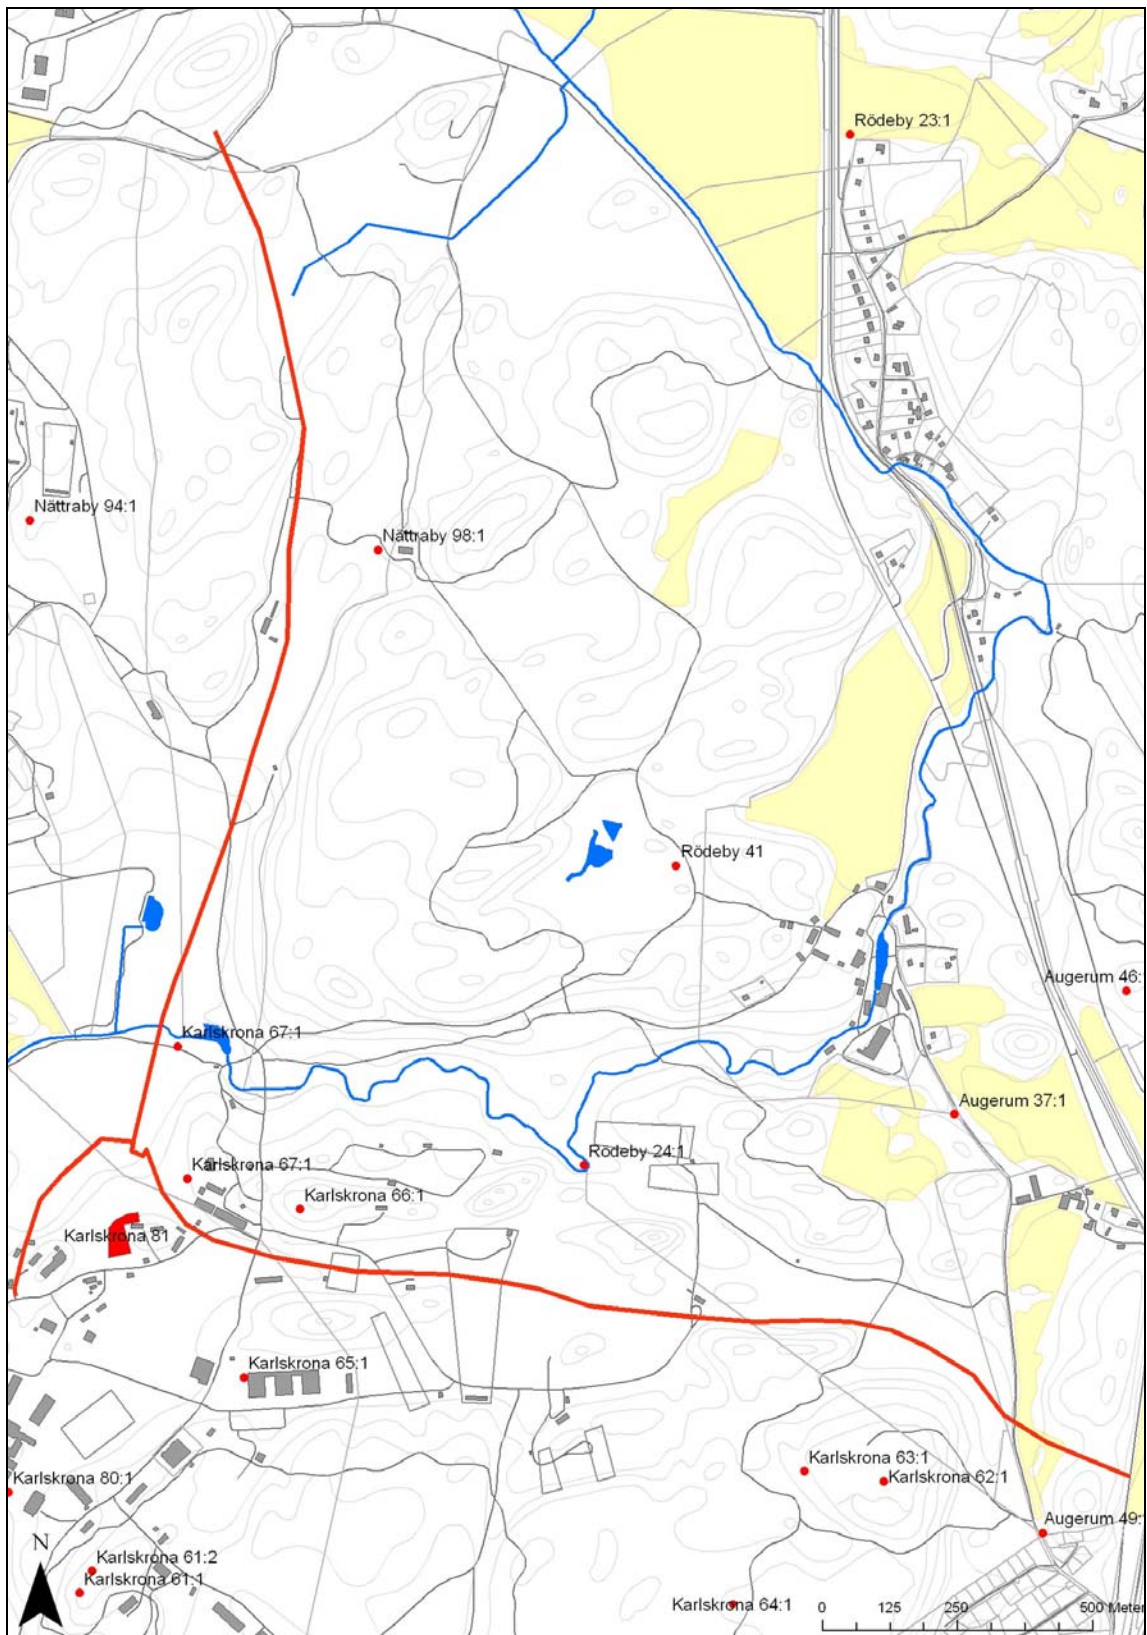 Rödeby 23:1
Nättraby 94:1
Nättraby 98:1
Rödeby 41
Augerum 46:
Karlskrona 67:1
Augerum 37:1
Rödeby 24:1
Karlskrona 67:1
Karlskrona 66:1
Karlskrona 81
Karlskrona 65:1
Karlskrona 63:1
Karlskrona 80:1
Karlskrona 62:1
Augerum 49:
N
Karlskrona 61:2
Karlskrona 61:1
Karlskrona 64:1
0 125 250 500 Meter